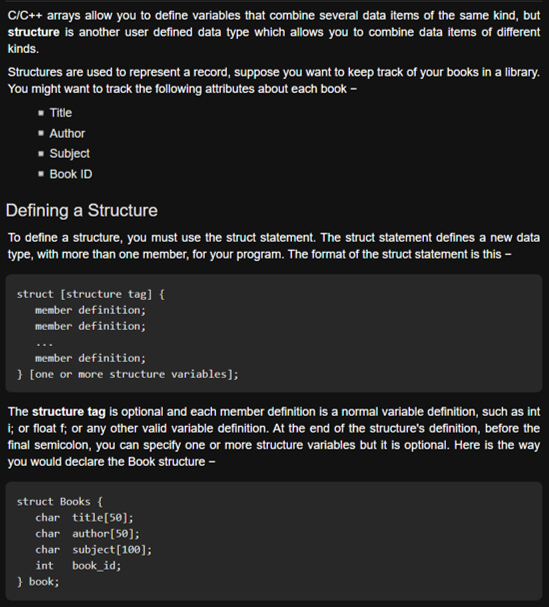 C/C++ arrays allow you to define variables that combine several data items of the same kind, but
structure is another user defined data type which allows you to combine data items of different
kinds.
Structures are used to represent a record, suppose you want to keep track of your books in a library.
You might want to track the following attributes about each book −
▪ Title
▪ Author
▪ Subject
▪ Book ID
Defining a Structure
To define a structure, you must use the struct statement. The struct statement defines a new data
type, with more than one member, for your program. The format of the struct statement is this −
struct [structure tag] {
   member definition;
   member definition;
   ...
   member definition;
} [one or more structure variables];
The structure tag is optional and each member definition is a normal variable definition, such as int
i; or float f; or any other valid variable definition. At the end of the structure's definition, before the
final semicolon, you can specify one or more structure variables but it is optional. Here is the way
you would declare the Book structure −
struct Books {
   char  title[50];
   char  author[50];
   char  subject[100];
   int   book_id;
} book;